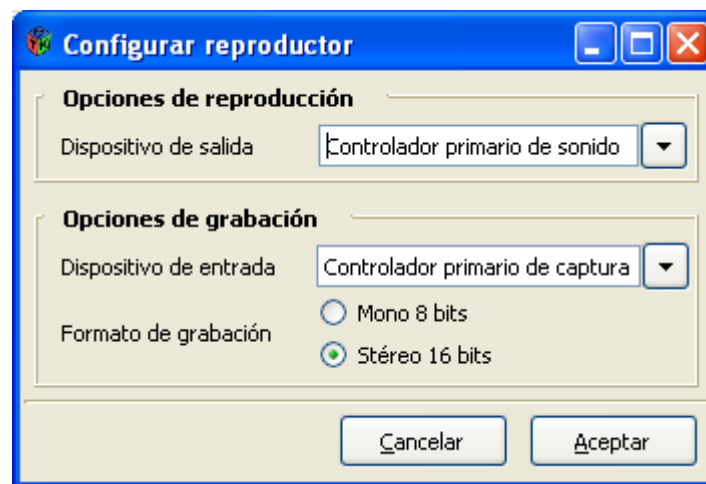 Configurar reproductor
Opciones de reproducción
Dispositivo de salida Controlador primario de sonido
Opciones de grabación
Dispositivo de entrada Controlador primario de captura
Formato de grabación
Mono 8 bits
Stéreo 16 bits
Cancelar Aceptar